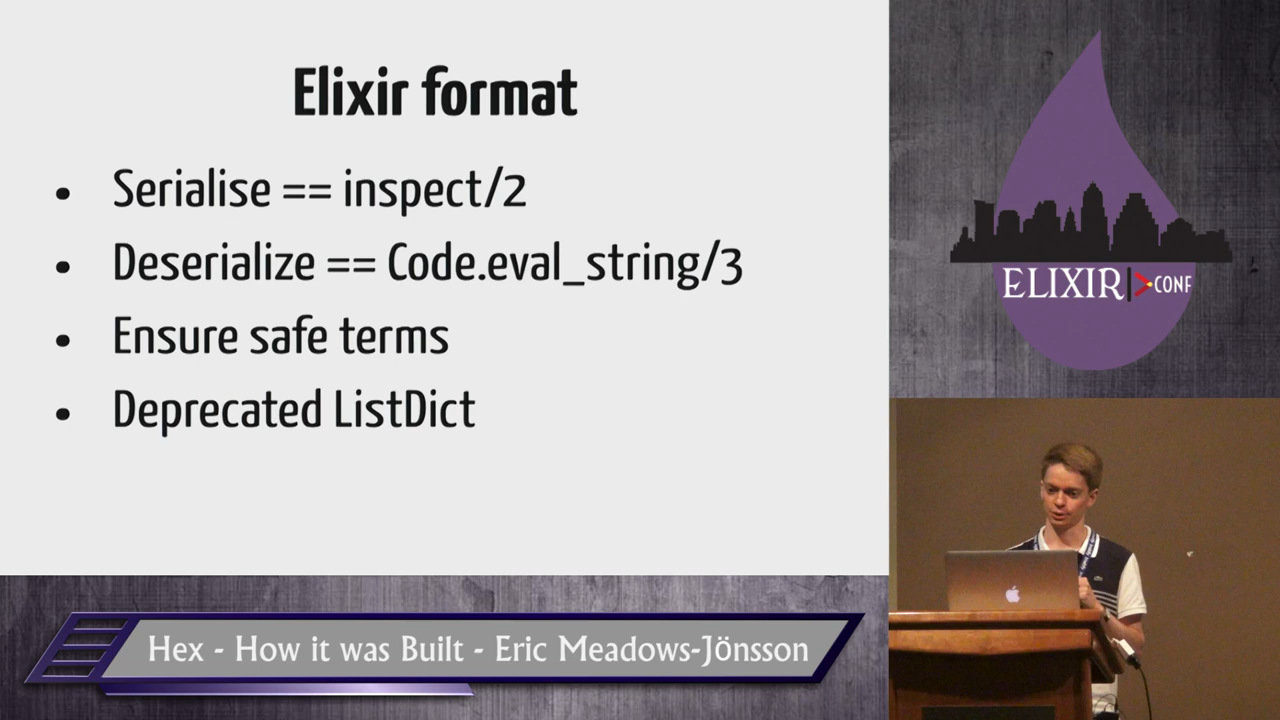 Elixir format
• Serialise == inspect/2
• Deserialize == Code.eval_string/3
• Ensure safe terms
• Deprecated ListDict
ELIXIR|>CONF
Hex - How it was Built - Eric Meadows-Jönsson